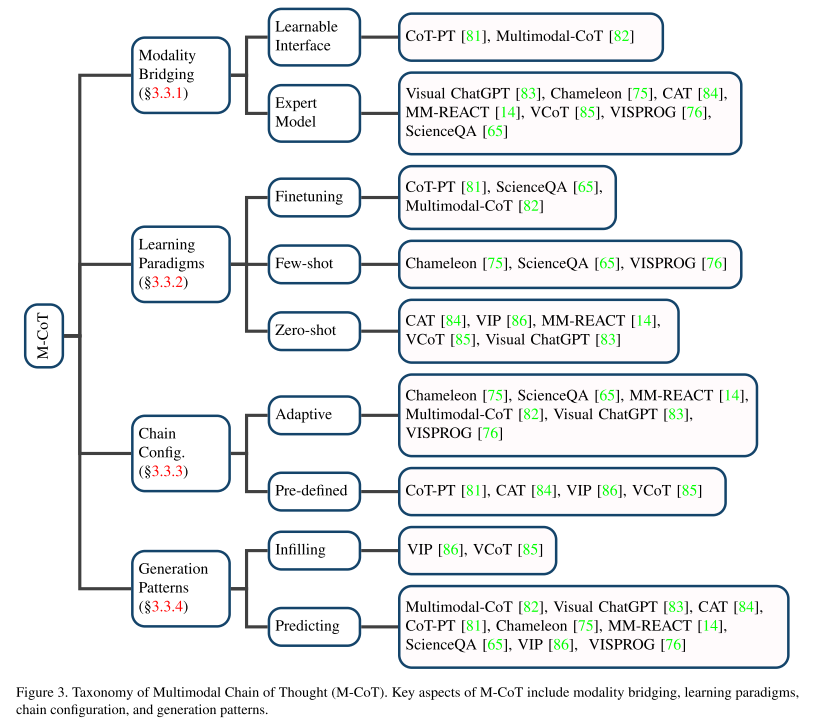 M-CoT
Modality
Bridging
(§3.3.1)
Learnable
Interface
CoT-PT [81], Multimodal-CoT [82]
Expert
Model
Visual ChatGPT [83], Chameleon [75], CAT [84],
MM-REACT [14], VCoT [85], VISPROG [76],
ScienceQA [65]
Learning
Paradigms
(§3.3.2)
Finetuning
CoT-PT [81], ScienceQA [65],
Multimodal-CoT [82]
Few-shot
Chameleon [75], ScienceQA [65], VISPROG [76]
Zero-shot
CAT [84], VIP [86], MM-REACT [14],
VCoT [85], Visual ChatGPT [83]
Chain
Config.
(§3.3.3)
Adaptive
Chameleon [75], ScienceQA [65], MM-REACT [14],
Multimodal-CoT [82], Visual ChatGPT [83],
VISPROG [76]
Pre-defined
CoT-PT [81], CAT [84], VIP [86], VCoT [85]
Generation
Patterns
(§3.3.4)
Infilling
VIP [86], VCoT [85]
Predicting
Multimodal-CoT [82], Visual ChatGPT [83], CAT [84],
CoT-PT [81], Chameleon [75], MM-REACT [14],
ScienceQA [65], VIP [86], VISPROG [76]
Figure 3. Taxonomy of Multimodal Chain of Thought (M-CoT). Key aspects of M-CoT include modality bridging, learning paradigms,
chain configuration, and generation patterns.